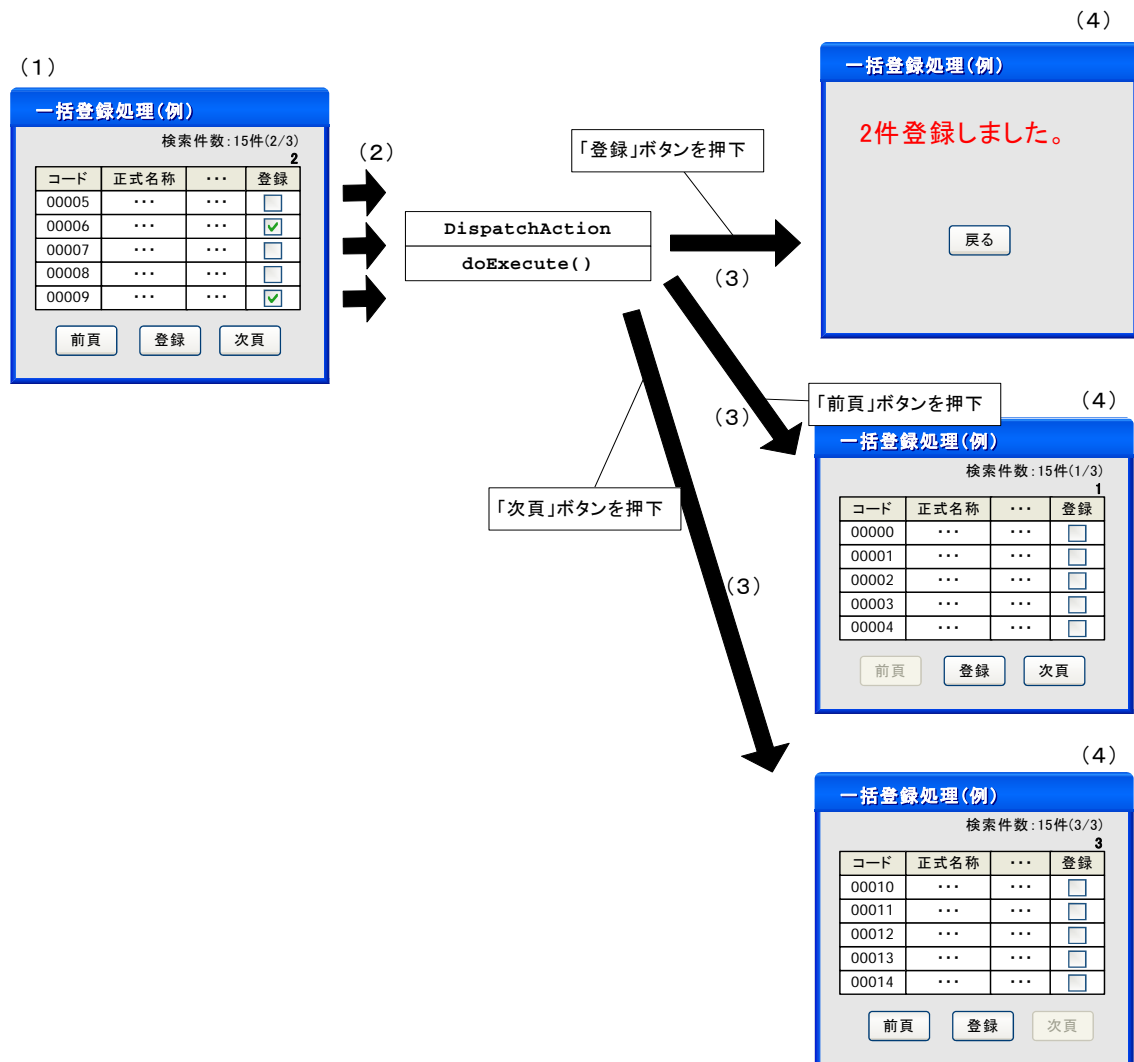 (1)
一括登録処理(例)
検索件数:15件(2/3)
2
コード 正式名称 ・・・ 登録
00005 ・・・ ・・・
00006 ・・・ ・・・
00007 ・・・ ・・・
00008 ・・・ ・・・
00009 ・・・ ・・・
前頁 登録 次頁
(2)
DispatchAction
doExecute()
「登録」ボタンを押下
(3)
(4)
一括登録処理(例)
2件登録しました。
戻る
「前頁」ボタンを押下
(3)
(4)
一括登録処理(例)
検索件数:15件(1/3)
1
コード 正式名称 ・・・ 登録
00000 ・・・ ・・・
00001 ・・・ ・・・
00002 ・・・ ・・・
00003 ・・・ ・・・
00004 ・・・ ・・・
前頁 登録 次頁
「次頁」ボタンを押下
(3)
(4)
一括登録処理(例)
検索件数:15件(3/3)
3
コード 正式名称 ・・・ 登録
00010 ・・・ ・・・
00011 ・・・ ・・・
00012 ・・・ ・・・
00013 ・・・ ・・・
00014 ・・・ ・・・
前頁 登録 次頁